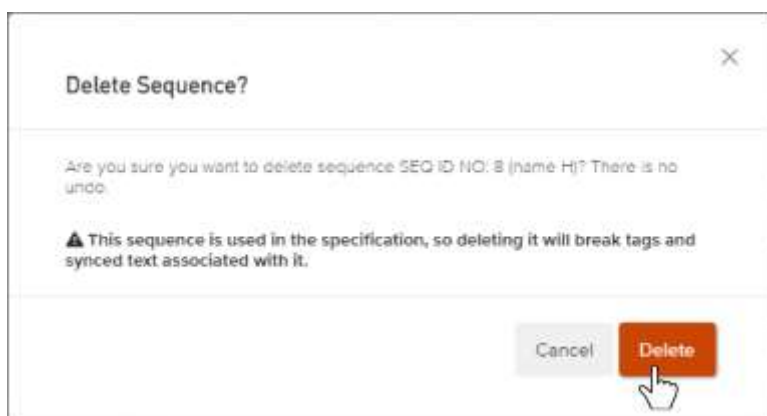 Delete Sequence?
Are you sure you want to delete sequence SEQ ID NO: 8 (name H)? There is no
undo.
This sequence is used in the specification, so deleting it will break tags and
synced text associated with it.
Cancel Delete